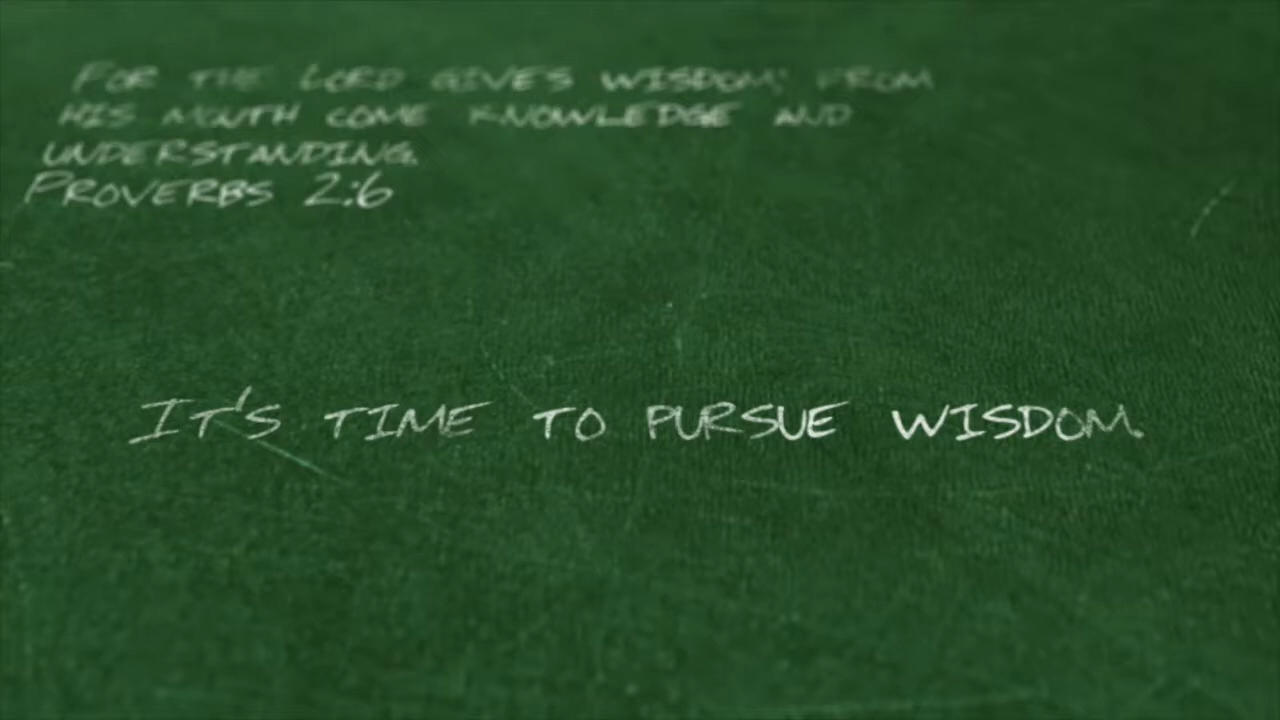 For the Lord gives wisdom; from
his mouth come knowledge and
understanding.
Proverbs 2:6
It's time to pursue wisdom.